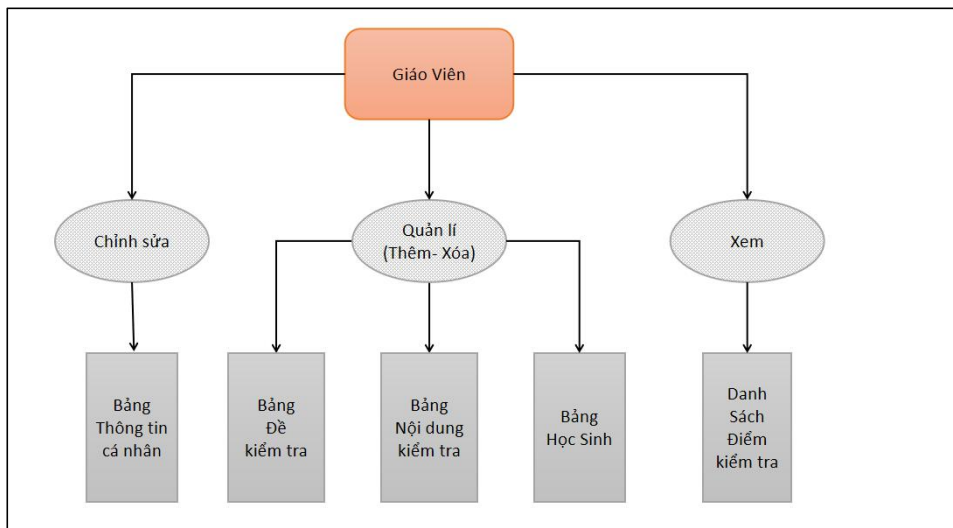 Giáo Viên
Chỉnh sửa
Quản lí
(Thêm- Xóa)
Xem
Bảng
Thông tin
cá nhân
Bảng
Đề
kiểm tra
Bảng
Nội dung
kiểm tra
Bảng
Học Sinh
Danh
Sách
Điểm
kiểm tra